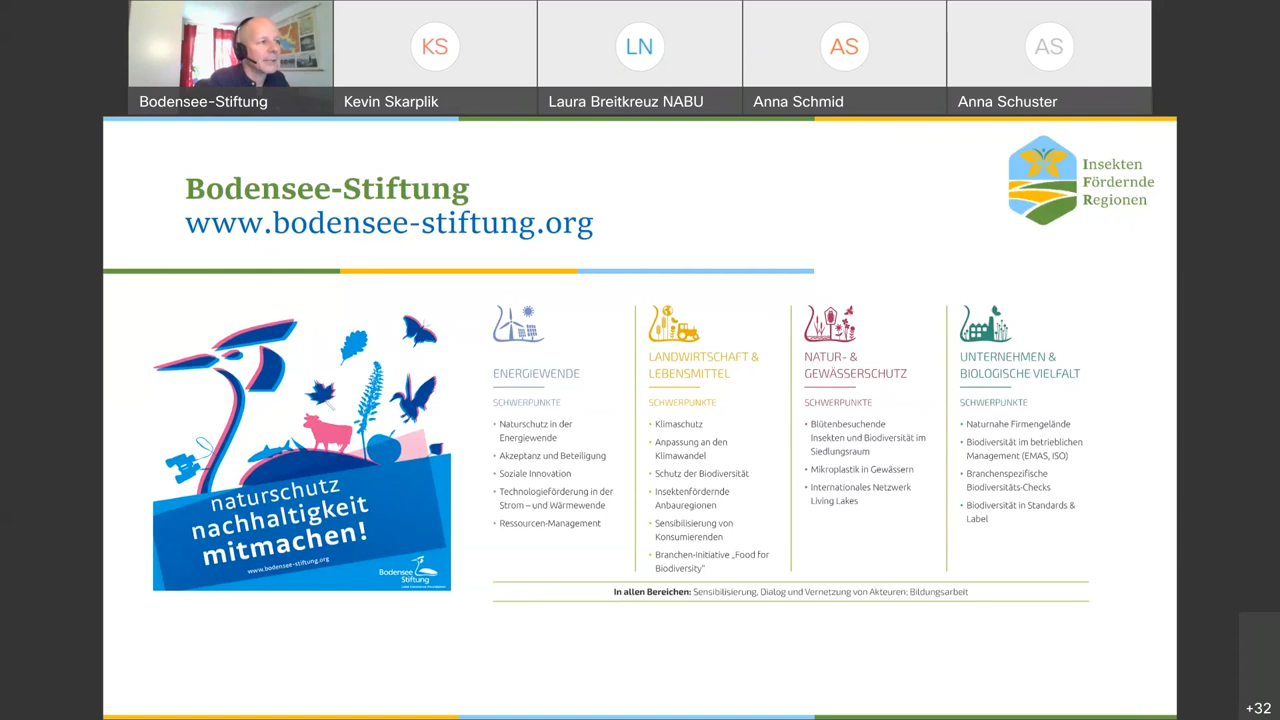 KS
LN
AS
AS
Bodensee-Stiftung
Kevin Skarplik
Laura Breitkreuz NABU
Anna Schmid
Anna Schuster
Bodensee-Stiftung
www.bodensee-stiftung.org
Insekten
Fördernde
Regionen
naturschutz
nachhaltigkeit
mitmachen!
www.bodensee-stiftung.org
Bodensee
Stiftung
ENERGIEWENDE
SCHWERPUNKTE
• Naturschutz in der
Energiewende
• Akzeptanz und Beteiligung
• Soziale Innovation
• Technologieförderung in der
Strom – und Wärmewende
• Ressourcen-Management
LANDWIRTSCHAFT &
LEBENSMITTEL
SCHWERPUNKTE
• Klimaschutz
• Anpassung an den
Klimawandel
• Schutz der Biodiversität
• Insektenfördernde
Anbauregionen
• Sensibilisierung von
Konsumierenden
• Branchen-Initiative „Food for
Biodiversity"
NATUR- &
GEWÄSSERSCHUTZ
SCHWERPUNKTE
• Blütenbesuchende
Insekten und Biodiversität im
Siedlungsraum
• Mikroplastik in Gewässern
• Internationales Netzwerk
Living Lakes
UNTERNEHMEN &
BIOLOGISCHE VIELFALT
SCHWERPUNKTE
• Naturnahe Firmengelände
• Biodiversität im betrieblichen
Management (EMAS, ISO)
• Branchenspezifische
Biodiversitäts-Checks
• Biodiversität in Standards &
Label
In allen Bereichen: Sensibilisierung, Dialog und Vernetzung von Akteuren; Bildungsarbeit
+32